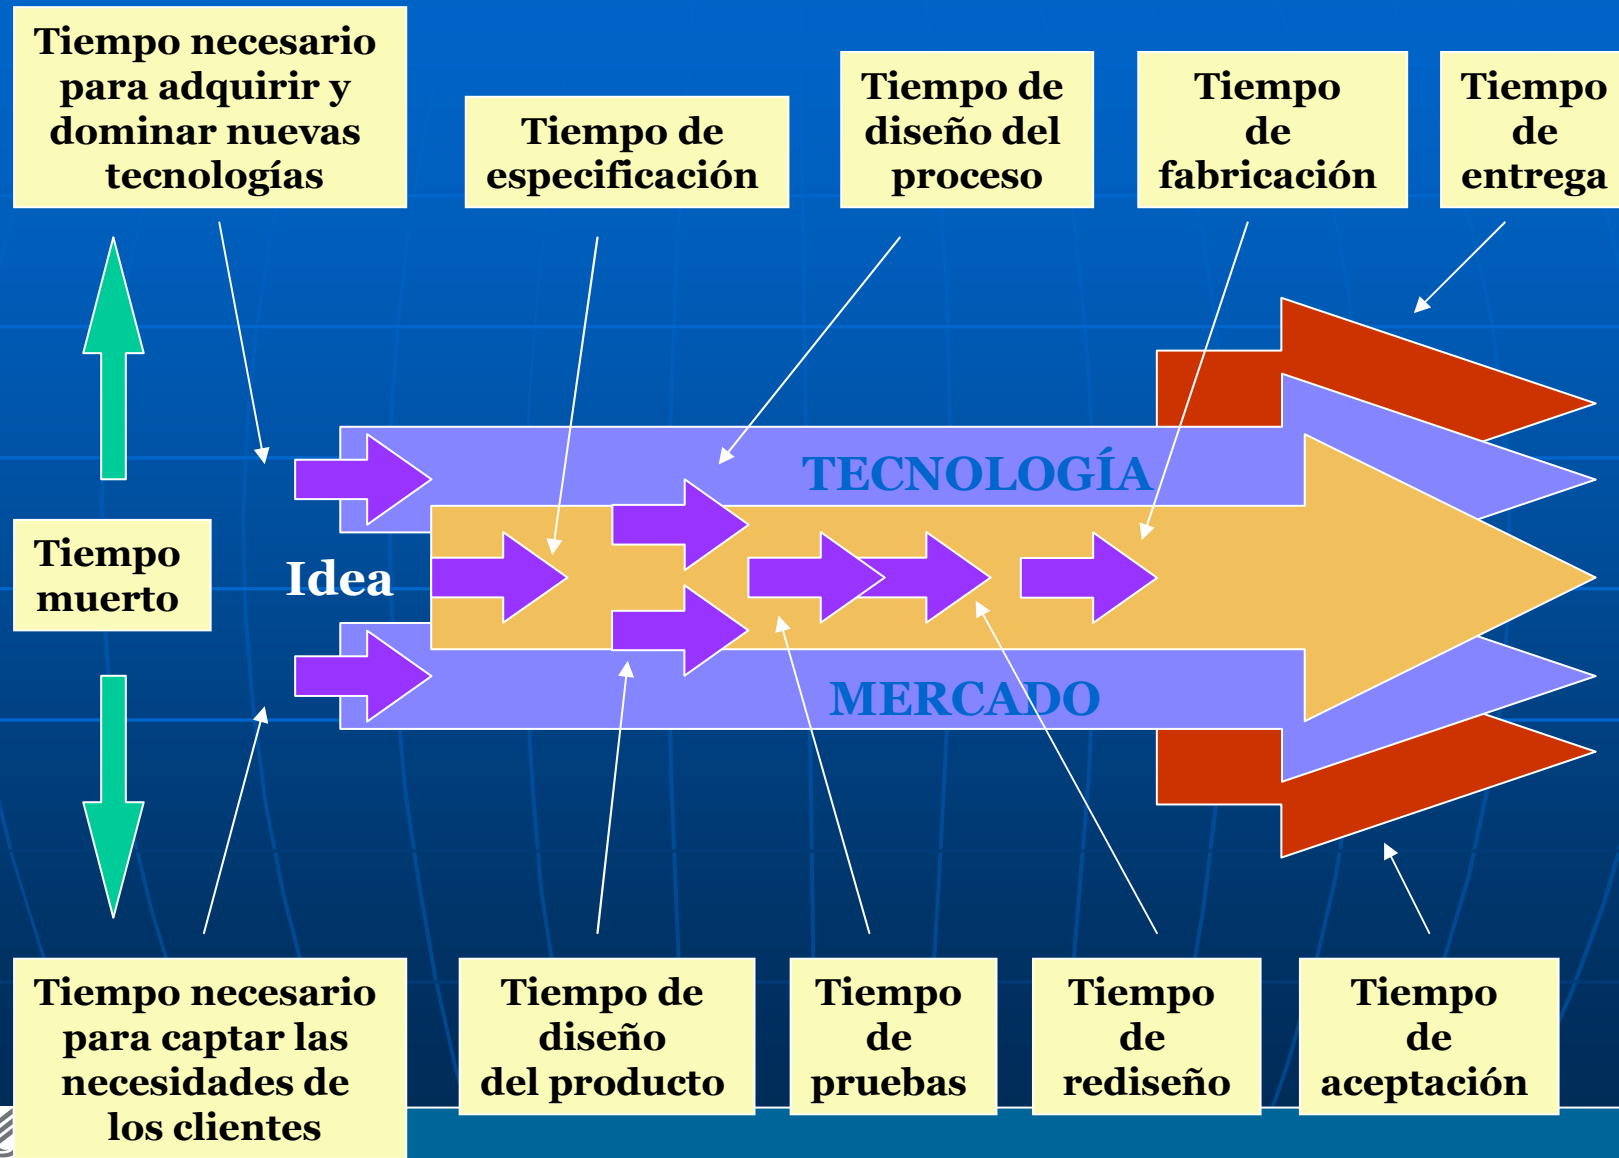 Tiempo necesario
para adquirir y
dominar nuevas
tecnologías
Tiempo de
especificación
Tiempo de
diseño del
proceso
Tiempo
de
fabricación
Tiempo
de
entrega
TECNOLOGÍA
Tiempo
muerto
Idea
MERCADO
Tiempo necesario
para captar las
necesidades de
los clientes
Tiempo de
diseño
del producto
Tiempo
de
pruebas
Tiempo
de
rediseño
Tiempo
de
aceptación